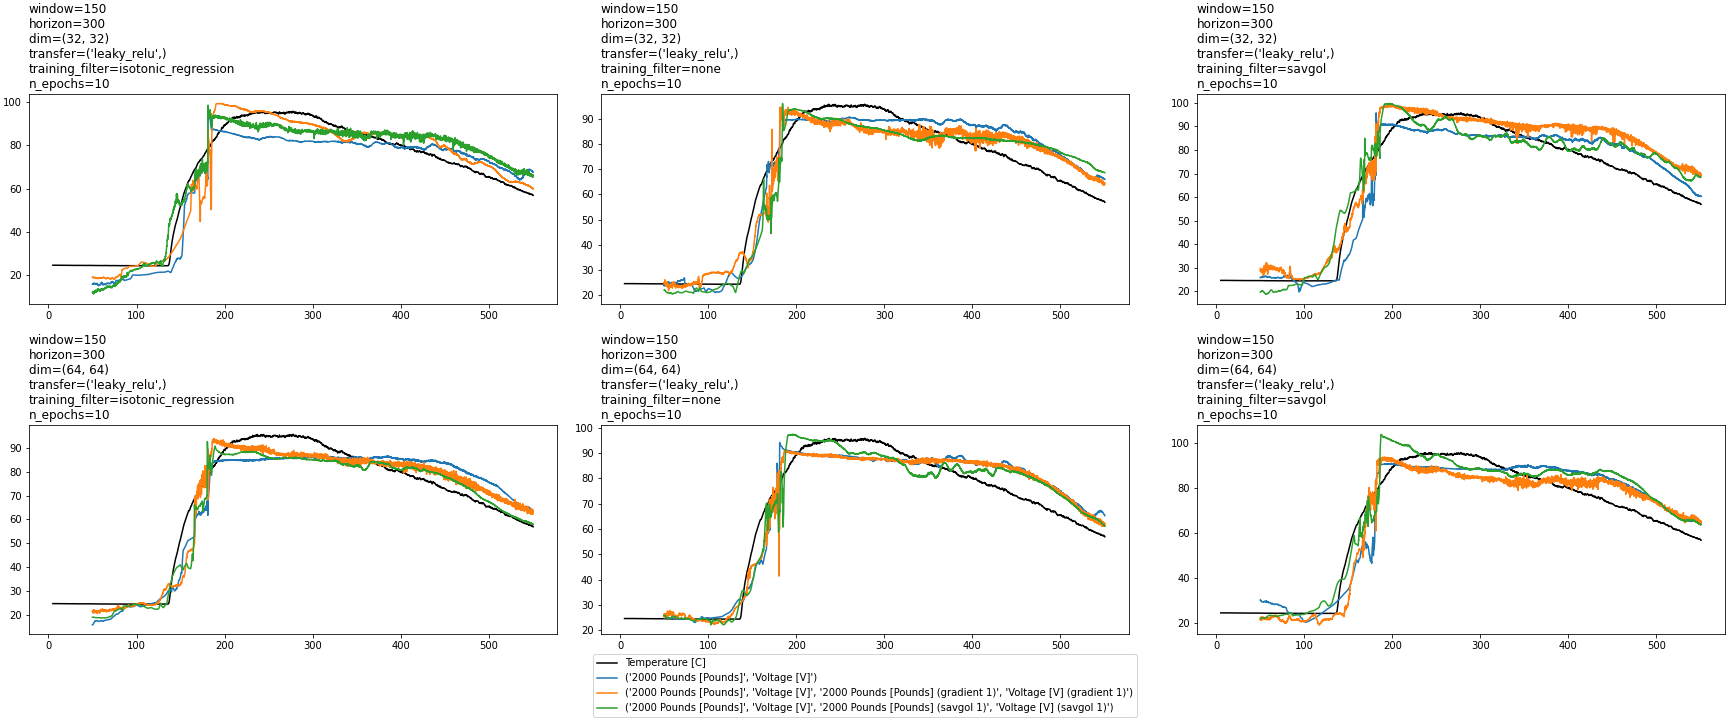 window=150
horizon=300
dim=(32, 32)
transfer=('leaky_relu',)
training_filter=isotonic_regression
n_epochs=10
100
80
60
40
20
0
100
200
300
400
500
window=150
horizon=300
dim=(32, 32)
transfer=('leaky_relu',)
training_filter=none
n_epochs=10
90
80
70
60
50
40
30
20
0
100
200
300
400
500
window=150
horizon=300
dim=(32, 32)
transfer=('leaky_relu',)
training_filter=savgol
n_epochs=10
100
90
80
70
60
50
40
30
20
0
100
200
300
400
500
window=150
horizon=300
dim=(64, 64)
transfer=('leaky_relu',)
training_filter=isotonic_regression
n_epochs=10
90
80
70
60
50
40
30
20
0
100
200
300
400
500
window=150
horizon=300
dim=(64, 64)
transfer=('leaky_relu',)
training_filter=none
n_epochs=10
100
90
80
70
60
50
40
30
20
0
100
200
300
400
500
window=150
horizon=300
dim=(64, 64)
transfer=('leaky_relu',)
training_filter=savgol
n_epochs=10
100
80
60
40
20
0
100
200
300
400
500
Temperature [C]
('2000 Pounds [Pounds]', 'Voltage [V]')
('2000 Pounds [Pounds]', 'Voltage [V]', '2000 Pounds [Pounds] (gradient 1)', 'Voltage [V] (gradient 1)')
('2000 Pounds [Pounds]', 'Voltage [V]', '2000 Pounds [Pounds] (savgol 1)', 'Voltage [V] (savgol 1)')